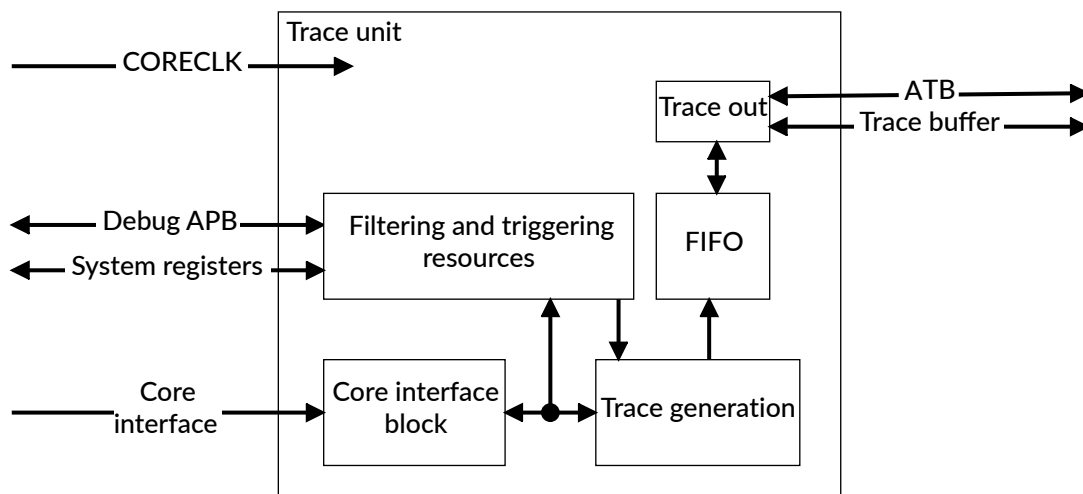 Trace unit
CORECLK
ATB
Trace out
Trace buffer
Debug APB
Filtering and triggering
resources
FIFO
System registers
Core
interface
Core interface
block
Trace generation